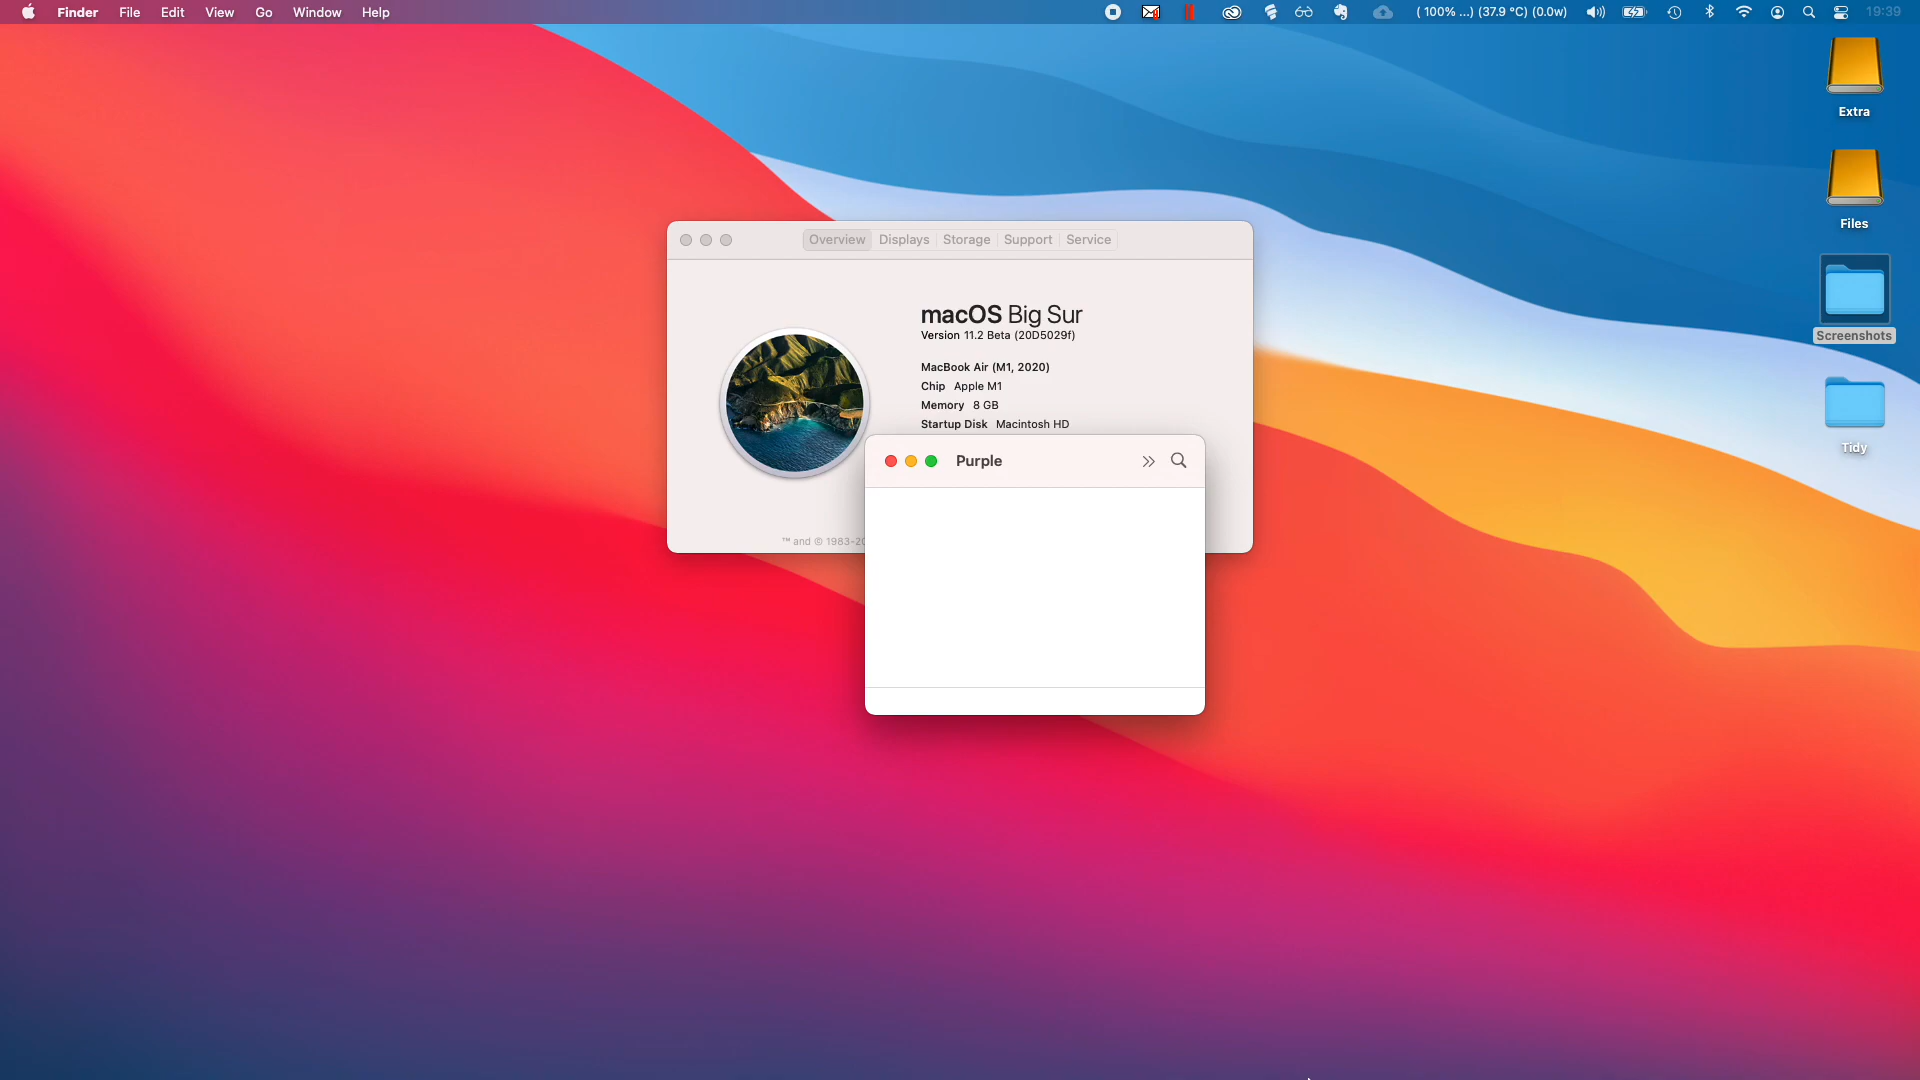 Finder File Edit View Go Window Help
( 100% ...) (37.9 °C) (0.0w) 19:39
Extra
Files
Screenshots
Tidy
Overview Displays Storage Support Service
macOS Big Sur
Version 11.2 Beta (20D5029f)
MacBook Air (M1, 2020)
Chip Apple M1
Memory 8 GB
Startup Disk Macintosh HD
™ and © 1983-20
Purple